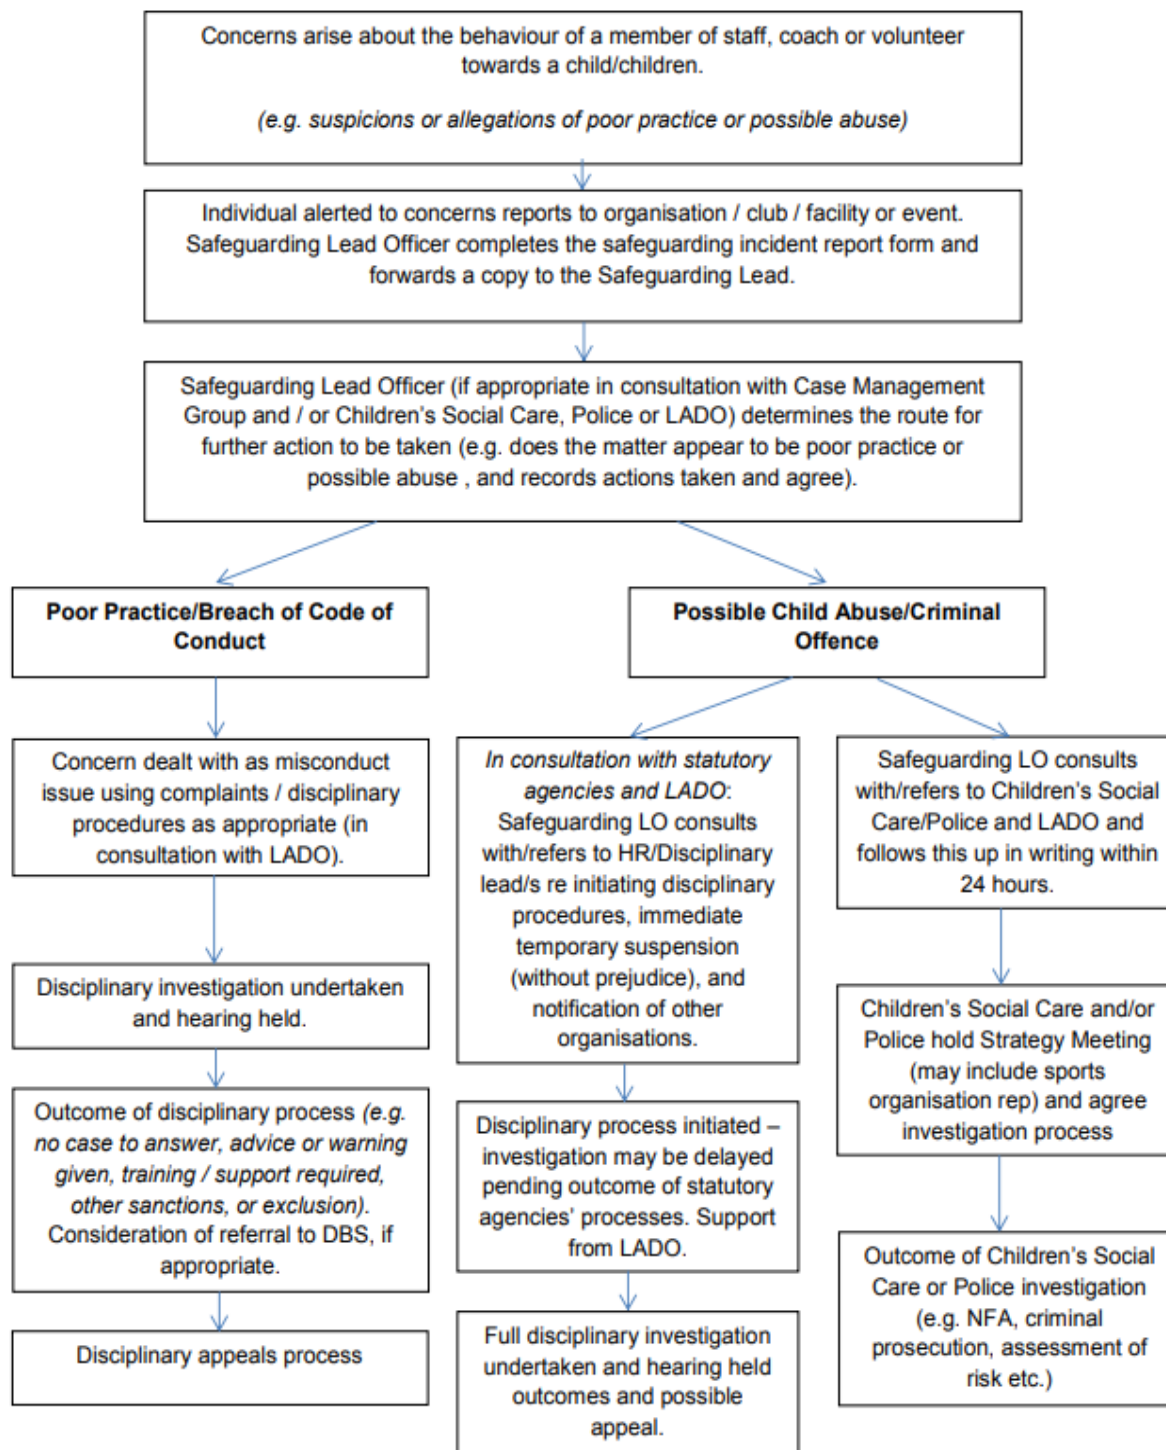 Concerns arise about the behaviour of a member of staff, coach or volunteer
towards a child/children.
(e.g. suspicions or allegations of poor practice or possible abuse)
Individual alerted to concerns reports to organisation / club / facility or event.
Safeguarding Lead Officer completes the safeguarding incident report form and
forwards a copy to the Safeguarding Lead.
Safeguarding Lead Officer (if appropriate in consultation with Case Management
Group and / or Children's Social Care, Police or LADO) determines the route for
further action to be taken (e.g. does the matter appear to be poor practice or
possible abuse , and records actions taken and agree).
Poor Practice/Breach of Code of
Conduct
Concern dealt with as misconduct
issue using complaints / disciplinary
procedures as appropriate (in
consultation with LADO).
Disciplinary investigation undertaken
and hearing held.
Outcome of disciplinary process (e.g.
no case to answer, advice or warning
given, training / support required,
other sanctions, or exclusion).
Consideration of referral to DBS, if
appropriate.
Disciplinary appeals process
Possible Child Abuse/Criminal
Offence
In consultation with statutory
agencies and LADO:
Safeguarding LO consults
with/refers to HR/Disciplinary
lead/s re initiating disciplinary
procedures, immediate
temporary suspension
(without prejudice), and
notification of other
organisations.
Disciplinary process initiated –
investigation may be delayed
pending outcome of statutory
agencies' processes. Support
from LADO.
Full disciplinary investigation
undertaken and hearing held
outcomes and possible
appeal.
Safeguarding LO consults
with/refers to Children's Social
Care/Police and LADO and
follows this up in writing within
24 hours.
Children's Social Care and/or
Police hold Strategy Meeting
(may include sports
organisation rep) and agree
investigation process
Outcome of Children's Social
Care or Police investigation
(e.g. NFA, criminal
prosecution, assessment of
risk etc.)